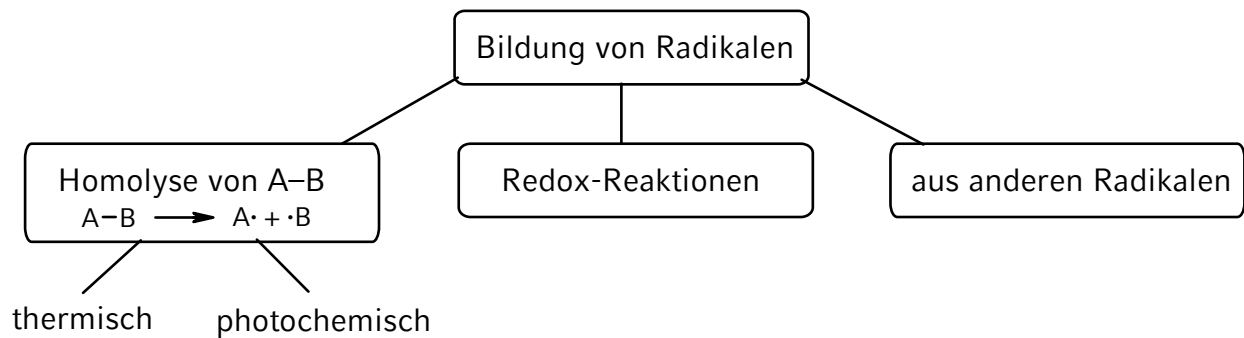 Bildung von Radikalen
Homolyse von A–B
A–B ⟶ A· + ·B
Redox-Reaktionen
aus anderen Radikalen
thermisch
photochemisch